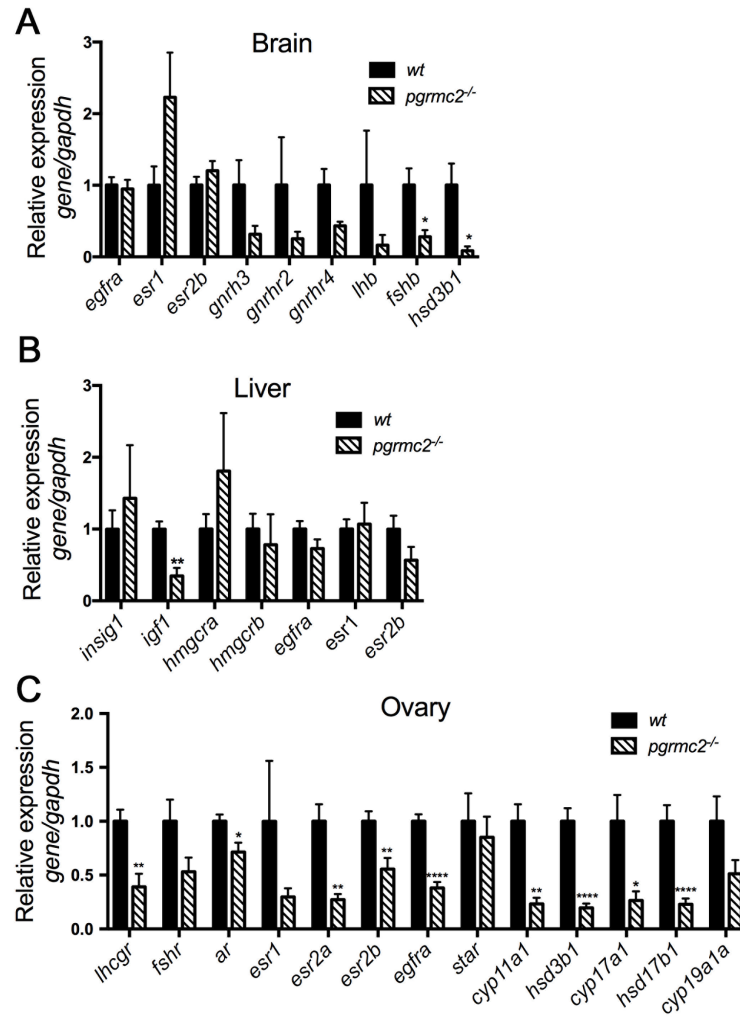 A
Brain
3
2
1
0
Relative expression
gene/gapdh
wt
pgrmc2-/-
*
*
egfra
esr1
esr2b
gnrh3
gnrhr2
gnrhr4
lhb
fshb
hsd3b1
B
Liver
3
2
1
0
Relative expression
gene/gapdh
wt
pgrmc2-/-
**
insig1
igf1
hmgcra
hmgcrb
egfra
esr1
esr2b
C
Ovary
2.0
1.5
1.0
0.5
0.0
Relative expression
gene/gapdh
wt
pgrmc2-/-
**
*
**
**
****
**
****
*
****
lhcgr
fshr
ar
esr1
esr2a
esr2b
egfra
star
cyp11a1
hsd3b1
cyp17a1
hsd17b1
cyp19a1a